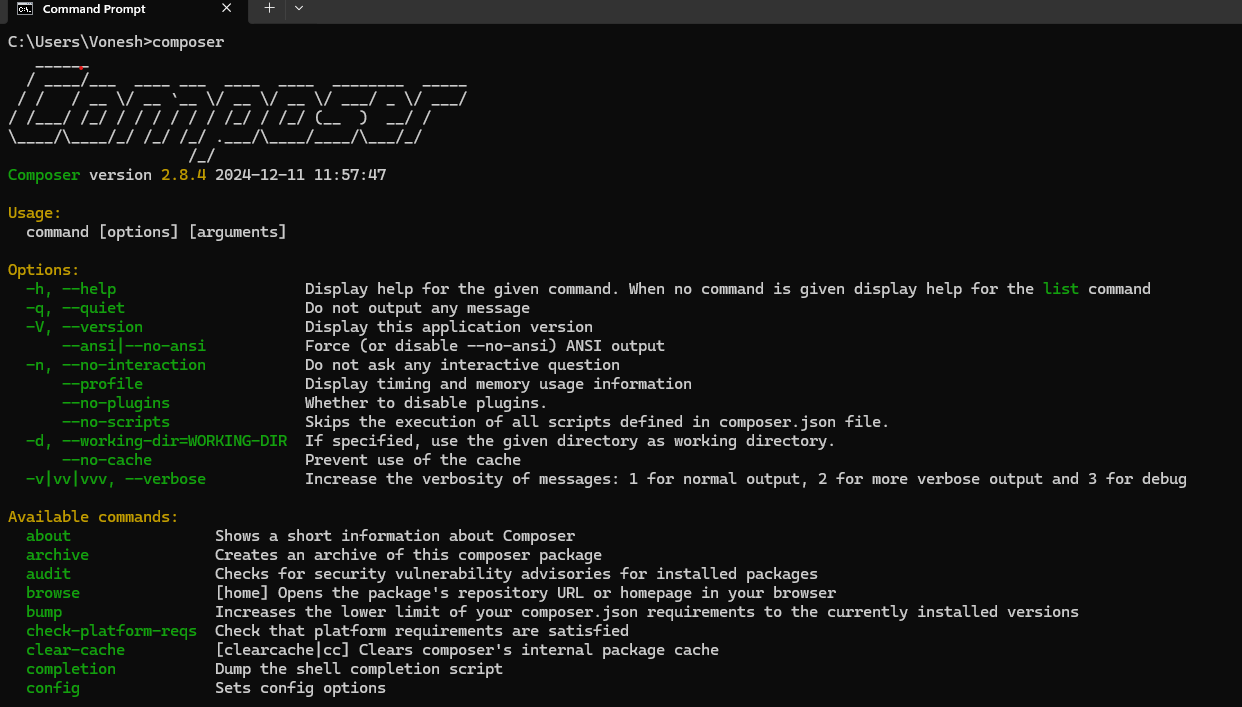 Command Prompt
C:\Users\Vonesh>composer
   ______
  / ____/___  ____ ___  ____  ____  ________  _____
 / /   / __ \/ __ `__ \/ __ \/ __ \/ ___/ _ \/ ___/
/ /___/ /_/ / / / / / / /_/ / /_/ (__  )  __/ /
\____/\____/_/ /_/ /_/ .___/\____/____/\___/_/
                    /_/
Composer version 2.8.4 2024-12-11 11:57:47
Usage:
  command [options] [arguments]
Options:
  -h, --help                     Display help for the given command. When no command is given display help for the list command
  -q, --quiet                    Do not output any message
  -V, --version                  Display this application version
      --ansi|--no-ansi           Force (or disable --no-ansi) ANSI output
  -n, --no-interaction           Do not ask any interactive question
      --profile                  Display timing and memory usage information
      --no-plugins               Whether to disable plugins.
      --no-scripts               Skips the execution of all scripts defined in composer.json file.
  -d, --working-dir=WORKING-DIR  If specified, use the given directory as working directory.
      --no-cache                 Prevent use of the cache
  -v|vv|vvv, --verbose           Increase the verbosity of messages: 1 for normal output, 2 for more verbose output and 3 for debug
Available commands:
  about                Shows a short information about Composer
  archive              Creates an archive of this composer package
  audit                Checks for security vulnerability advisories for installed packages
  browse               [home] Opens the package's repository URL or homepage in your browser
  bump                 Increases the lower limit of your composer.json requirements to the currently installed versions
  check-platform-reqs  Check that platform requirements are satisfied
  clear-cache          [clearcache|cc] Clears composer's internal package cache
  completion           Dump the shell completion script
  config               Sets config options